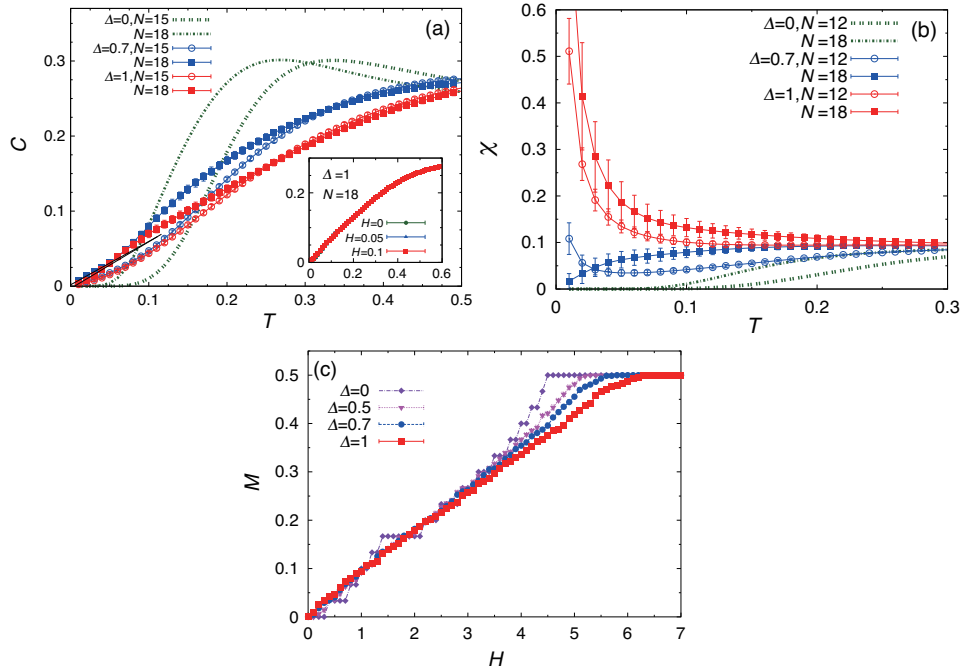 (a)
Δ=0, N=15
N=18
Δ=0.7, N=15
N=18
Δ=1, N=15
N=18
C
0.4
0.3
0.2
0.1
0
0 0.1 0.2 0.3 0.4 0.5
T
Δ=1
N=18
H=0
H=0.05
H=0.1
0.2
0
0 0.2 0.4 0.6
(b)
Δ=0, N=12
N=18
Δ=0.7, N=12
N=18
Δ=1, N=12
N=18
χ
0.6
0.5
0.4
0.3
0.2
0.1
0
0 0.1 0.2 0.3
T
(c)
Δ=0
Δ=0.5
Δ=0.7
Δ=1
M
0.5
0.4
0.3
0.2
0.1
0
0 1 2 3 4 5 6 7
H